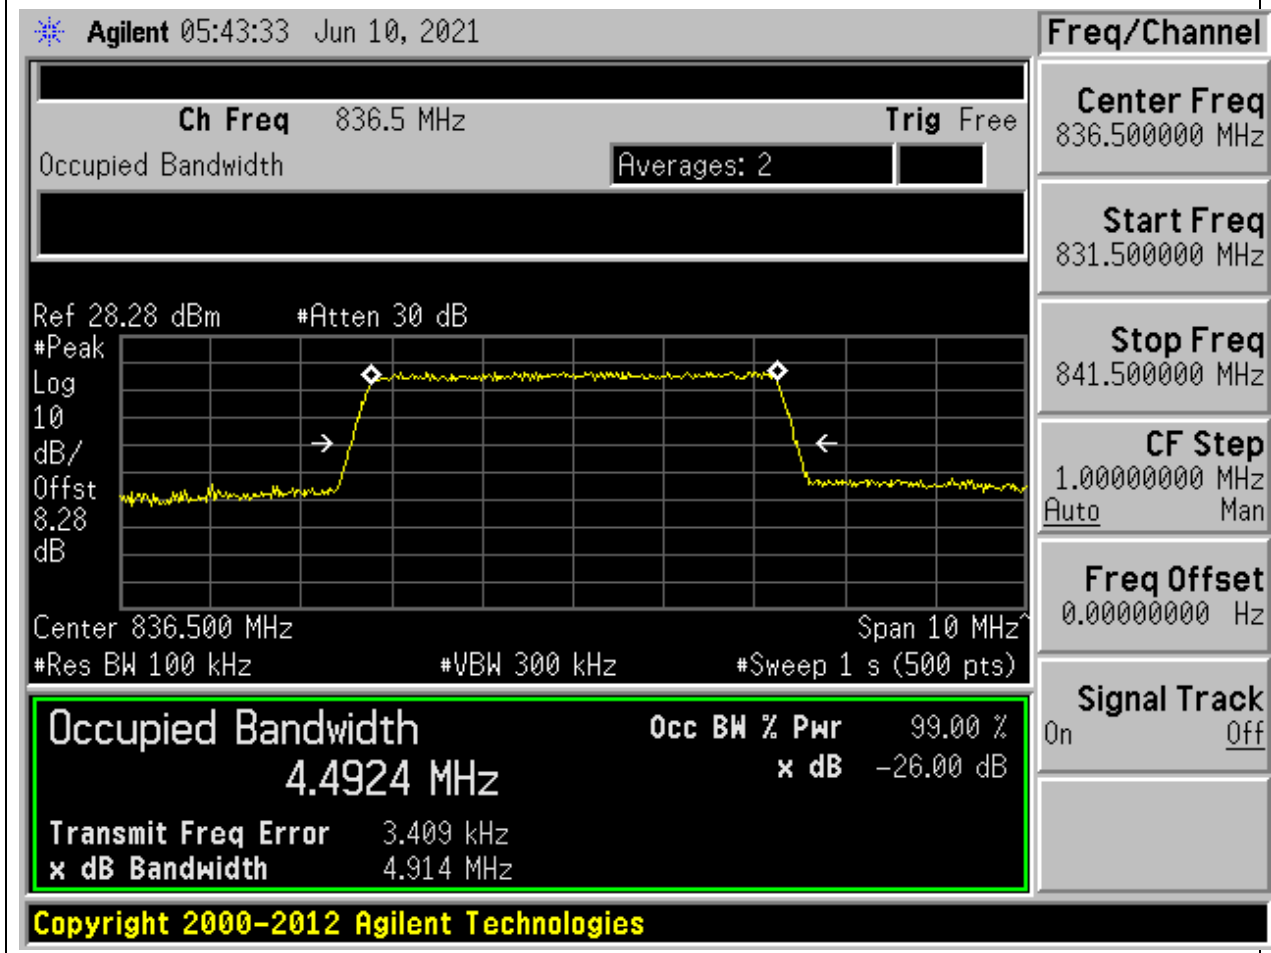 Agilent 05:43:33 Jun 10, 2021
Freq/Channel
Ch Freq 836.5 MHz Trig Free
Occupied Bandwidth Averages: 2
Ref 28.28 dBm #Atten 30 dB
#Peak
Log
10
dB/
Offst
8.28
dB
Center 836.500 MHz Span 10 MHz^
#Res BW 100 kHz #VBW 300 kHz #Sweep 1 s (500 pts)
Occupied Bandwidth Occ BW % Pwr 99.00 %
4.4924 MHz x dB -26.00 dB
Transmit Freq Error 3.409 kHz
x dB Bandwidth 4.914 MHz
Copyright 2000-2012 Agilent Technologies
Center Freq
836.500000 MHz
Start Freq
831.500000 MHz
Stop Freq
841.500000 MHz
CF Step
1.00000000 MHz
Auto Man
Freq Offset
0.00000000 Hz
Signal Track
On Off